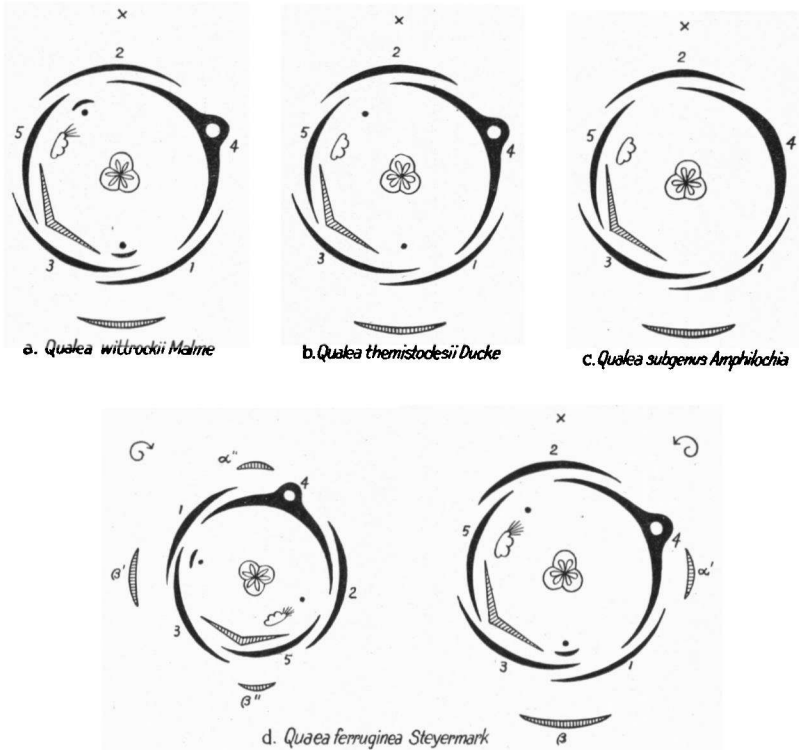 x x x
2 2 2
5 4 5 4 5 4
3 1 3 1 3 1
a. Qualea wittrockii Malme
b. Qualea themistoclesii Ducke
c. Qualea subgenus Amphilochia
x
α" 4 2
1 5 4
β' 2 α'
3 5 3 1
β" β
d. Quaea ferruginea Steyermark